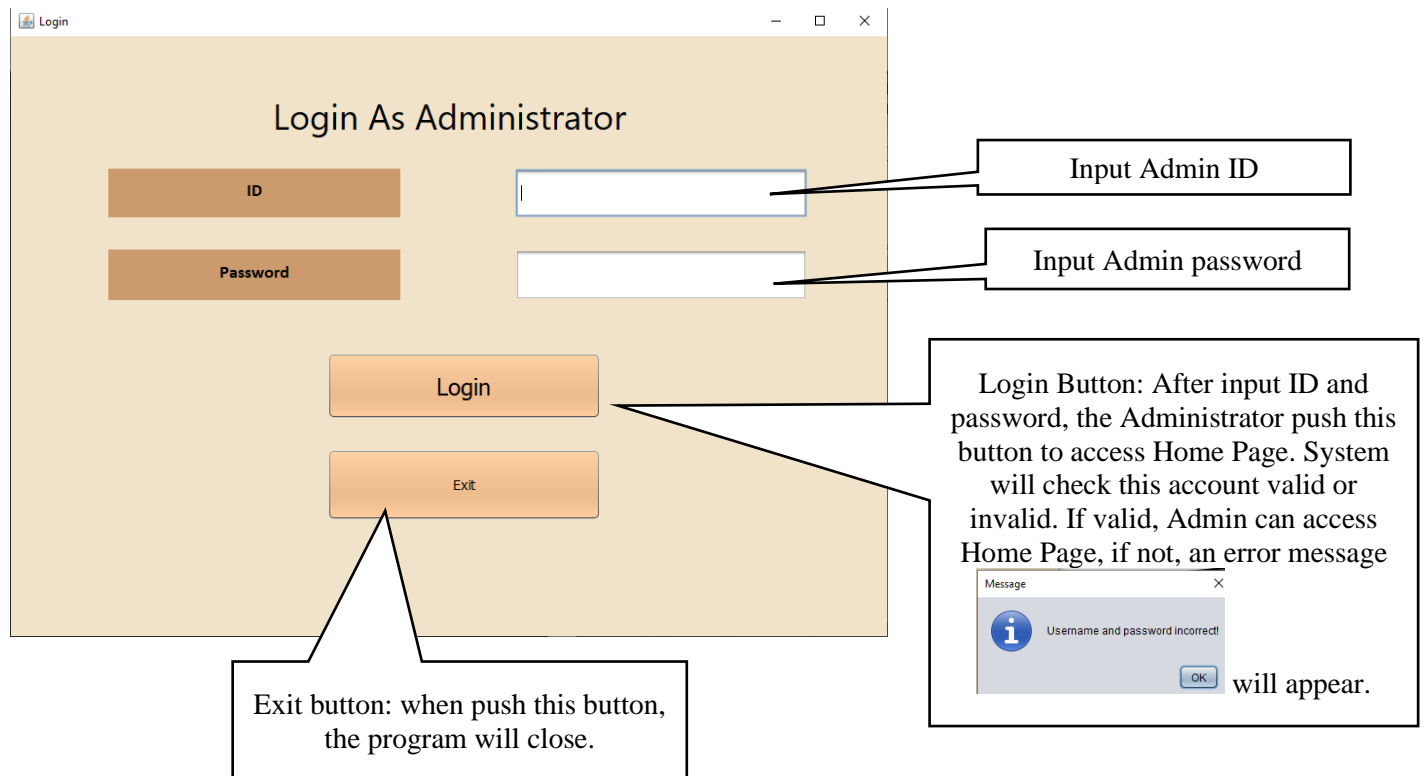 Login
Login As Administrator
ID
Input Admin ID
Password
Input Admin password
Login
Login Button: After input ID and
password, the Administrator push this
button to access Home Page. System
will check this account valid or
invalid. If valid, Admin can access
Home Page, if not, an error message
Message
Username and password incorrect!
OK
will appear.
Exit
Exit button: when push this button,
the program will close.